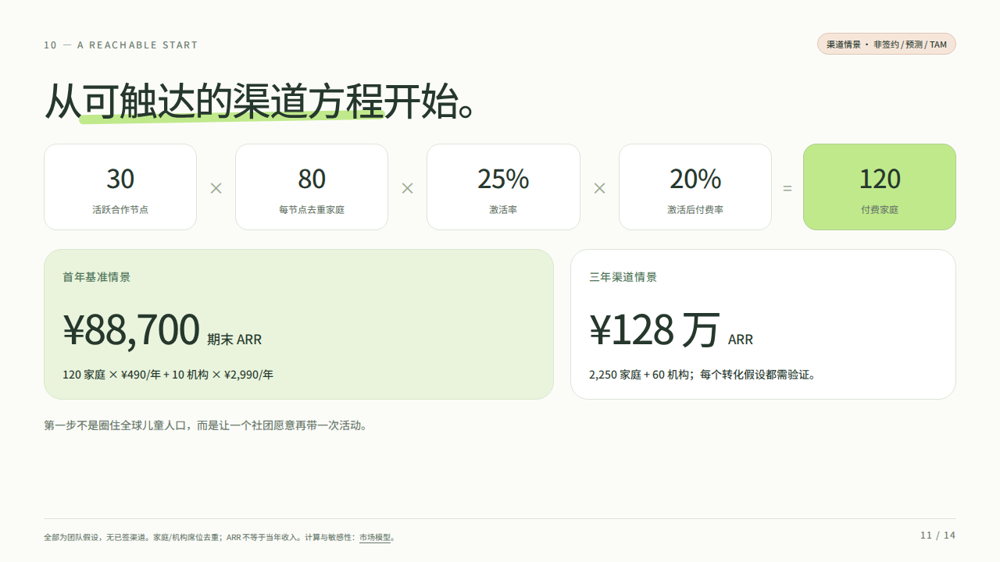 10 — A REACHABLE START
渠道情景 · 非签约 / 预测 / TAM
从可触达的渠道方程开始。
30
活跃合作节点
×
80
每节点去重家庭
×
25%
激活率
×
20%
激活后付费率
=
120
付费家庭
首年基准情景
¥88,700 期末 ARR
120 家庭 × ¥490/年 + 10 机构 × ¥2,990/年
三年渠道情景
¥128 万 ARR
2,250 家庭 + 60 机构；每个转化假设都需验证。
第一步不是圈住全球儿童人口，而是让一个社团愿意再带一次活动。
全部为团队假设，无已签渠道。家庭/机构席位去重；ARR 不等于当年收入。计算与敏感性：市场模型。
11 / 14